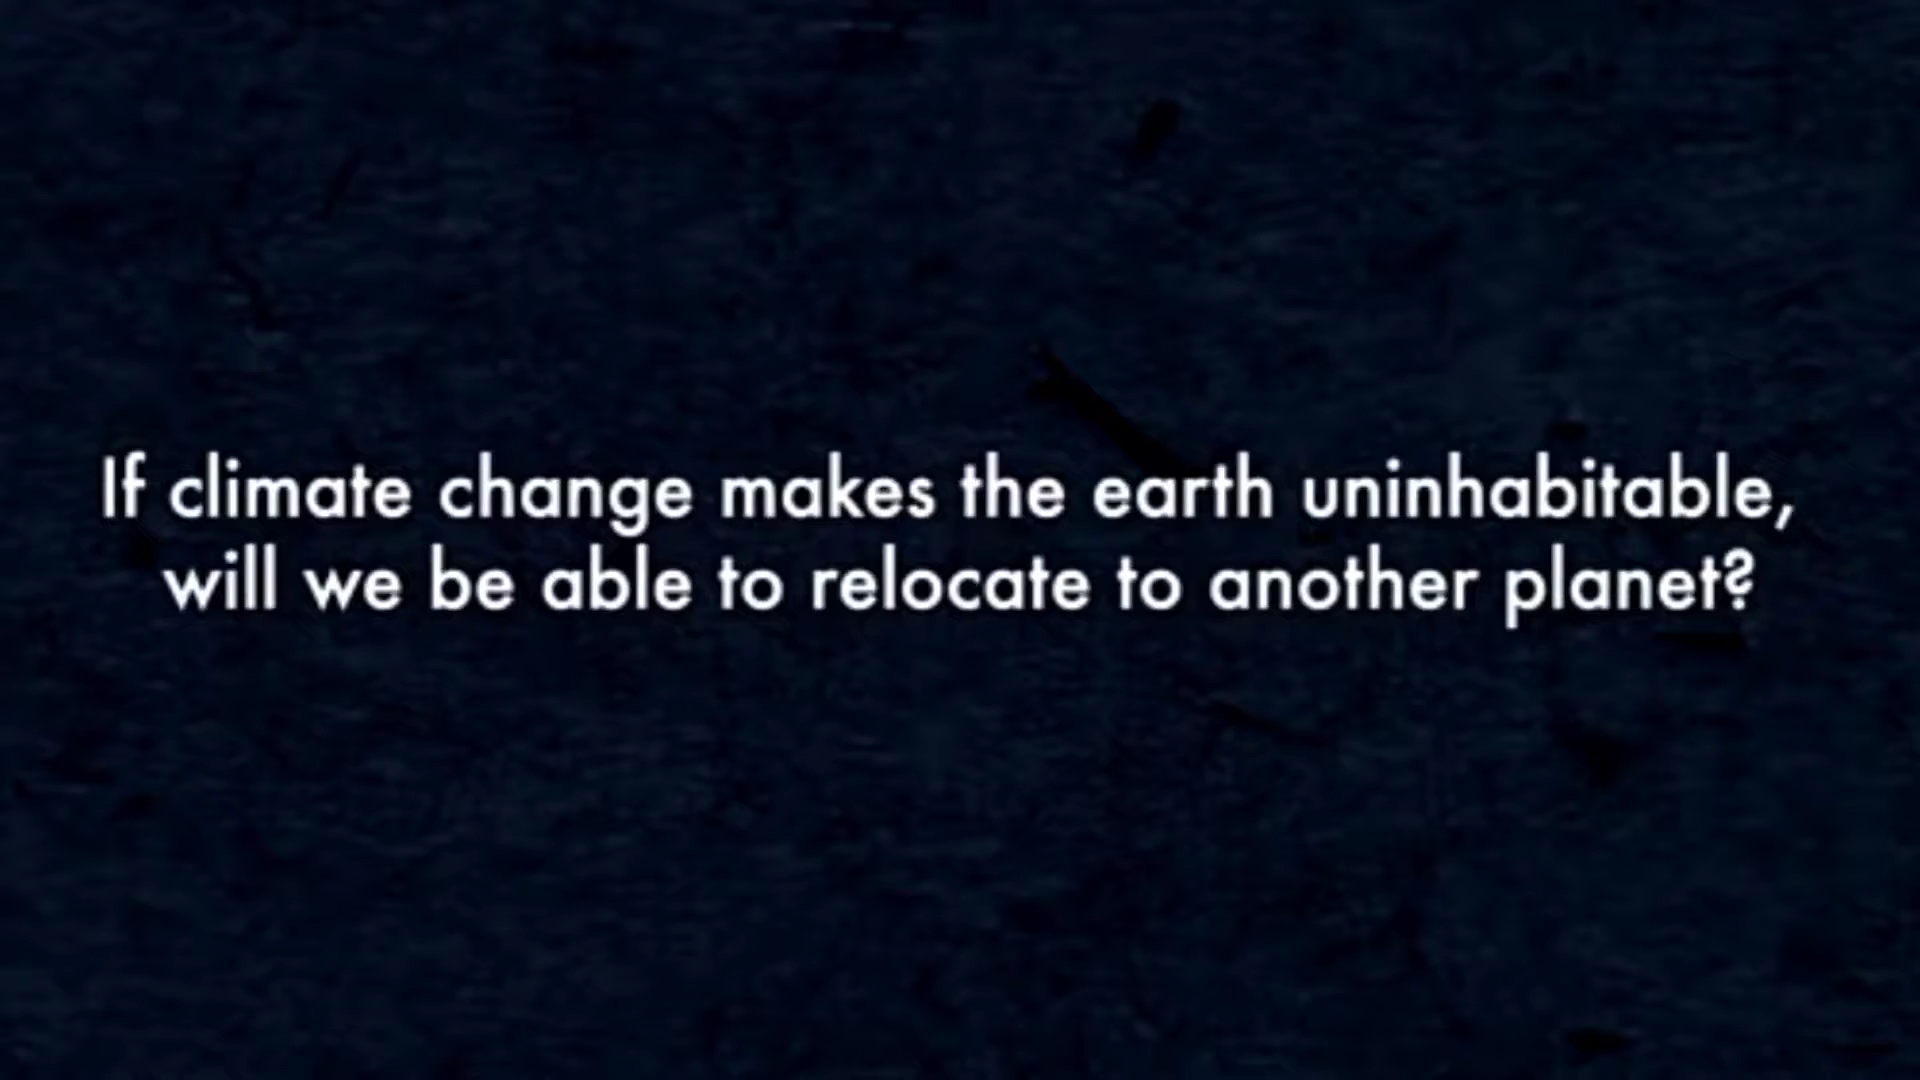 If climate change makes the earth uninhabitable,
will we be able to relocate to another planet?